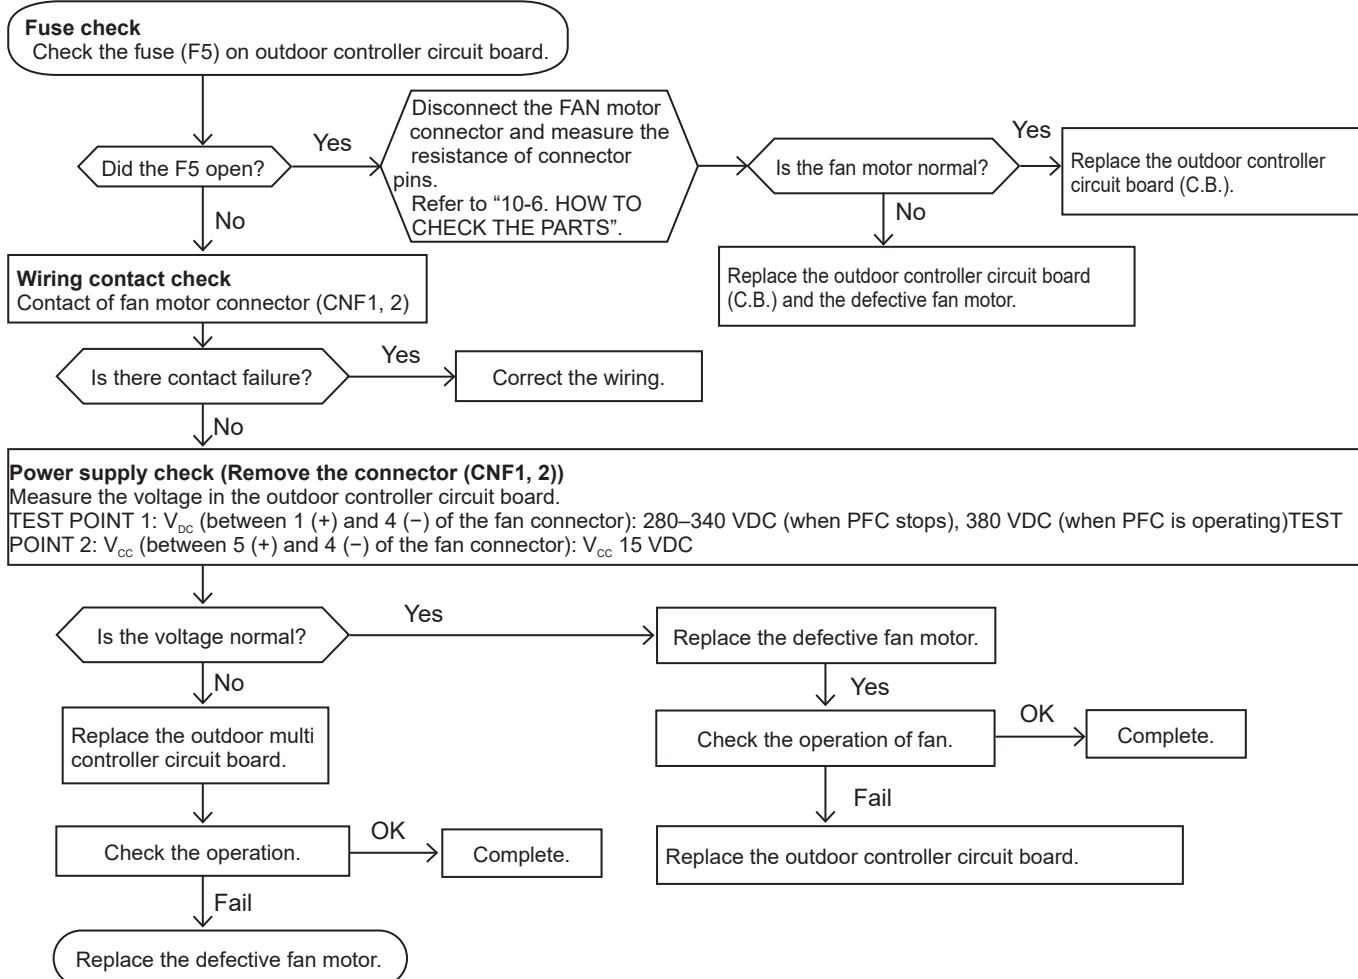 Fuse check
Check the fuse (F5) on outdoor controller circuit board.
Did the F5 open?
Yes
Disconnect the FAN motor
connector and measure the
resistance of connector
pins.
Refer to “10-6. HOW TO
CHECK THE PARTS”.
Is the fan motor normal?
Yes
Replace the outdoor controller
circuit board (C.B.).
No
Replace the outdoor controller circuit board
(C.B.) and the defective fan motor.
No
Wiring contact check
Contact of fan motor connector (CNF1, 2)
Is there contact failure?
Yes
Correct the wiring.
No
Power supply check (Remove the connector (CNF1, 2))
Measure the voltage in the outdoor controller circuit board.
TEST POINT 1: VDC (between 1 (+) and 4 (−) of the fan connector): 280–340 VDC (when PFC stops), 380 VDC (when PFC is operating)TEST
POINT 2: VCC (between 5 (+) and 4 (−) of the fan connector): VCC 15 VDC
Is the voltage normal?
Yes
Replace the defective fan motor.
Yes
Check the operation of fan.
OK
Complete.
Fail
Replace the outdoor controller circuit board.
No
Replace the outdoor multi
controller circuit board.
Check the operation.
OK
Complete.
Fail
Replace the defective fan motor.